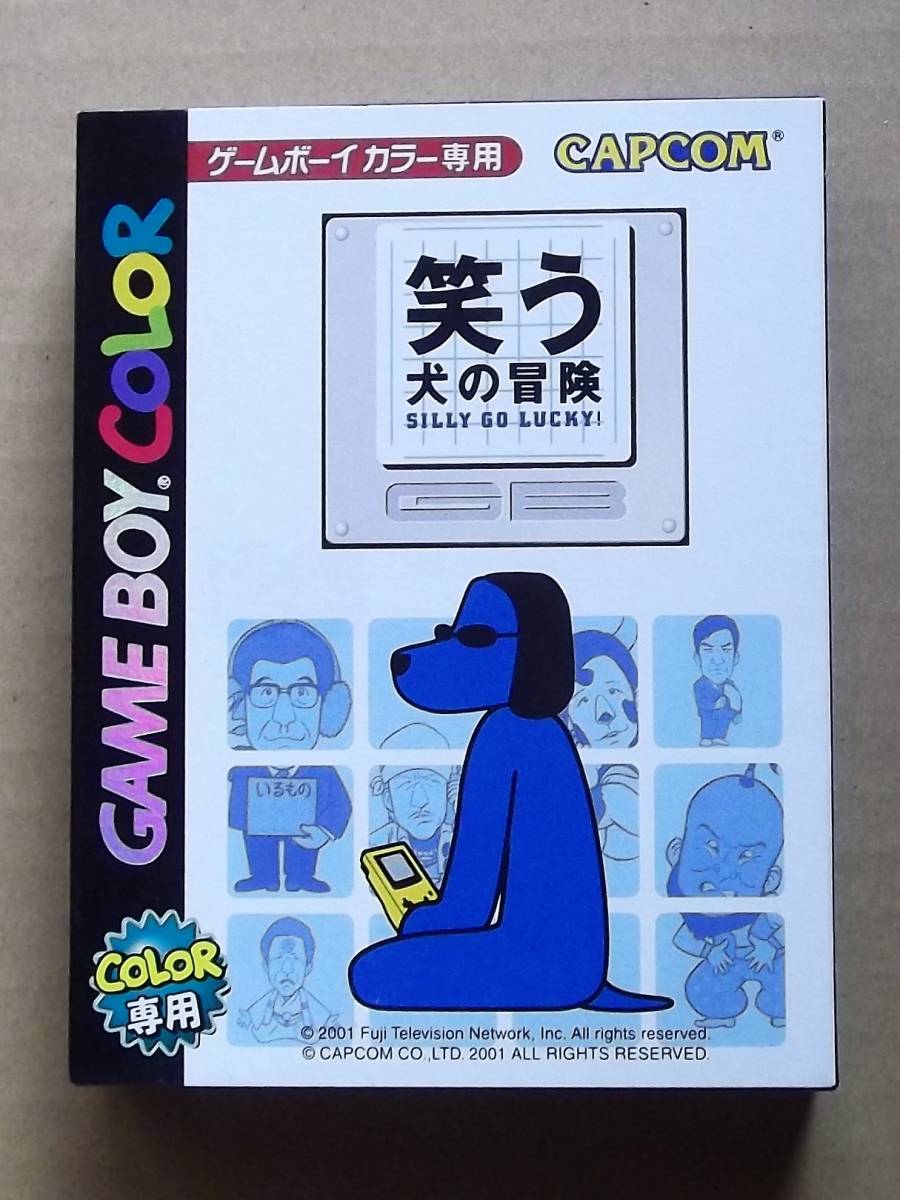 ゲームボーイ カラー専用
CAPCOM®
笑う
犬の冒険
SILLY GO LUCKY!
GB
GAME BOY® COLOR
いるもの
COLOR
専用
© 2001 Fuji Television Network, Inc. All rights reserved.
© CAPCOM CO.,LTD. 2001 ALL RIGHTS RESERVED.